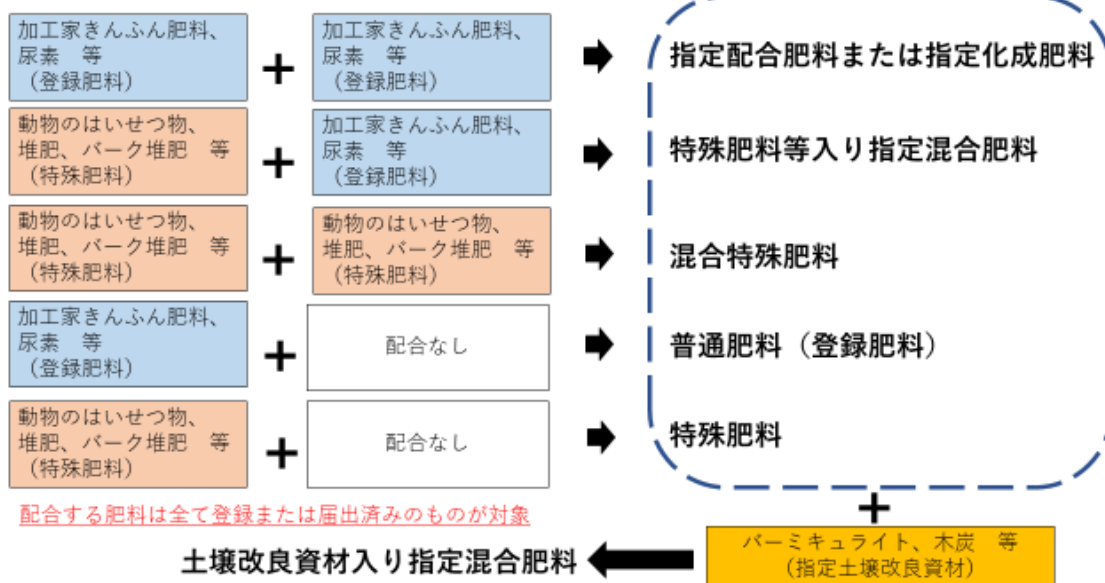 加工家きんふん肥料、
尿素　等
（登録肥料）
+
加工家きんふん肥料、
尿素　等
（登録肥料）
指定配合肥料または指定化成肥料
動物のはいせつ物、
堆肥、バーク堆肥　等
（特殊肥料）
+
加工家きんふん肥料、
尿素　等
（登録肥料）
特殊肥料等入り指定混合肥料
動物のはいせつ物、
堆肥、バーク堆肥　等
（特殊肥料）
+
動物のはいせつ物、
堆肥、バーク堆肥　等
（特殊肥料）
混合特殊肥料
加工家きんふん肥料、
尿素　等
（登録肥料）
+
配合なし
普通肥料（登録肥料）
動物のはいせつ物、
堆肥、バーク堆肥　等
（特殊肥料）
+
配合なし
特殊肥料
配合する肥料は全て登録または届出済みのものが対象
+
バーミキュライト、木炭　等
（指定土壌改良資材）
土壌改良資材入り指定混合肥料